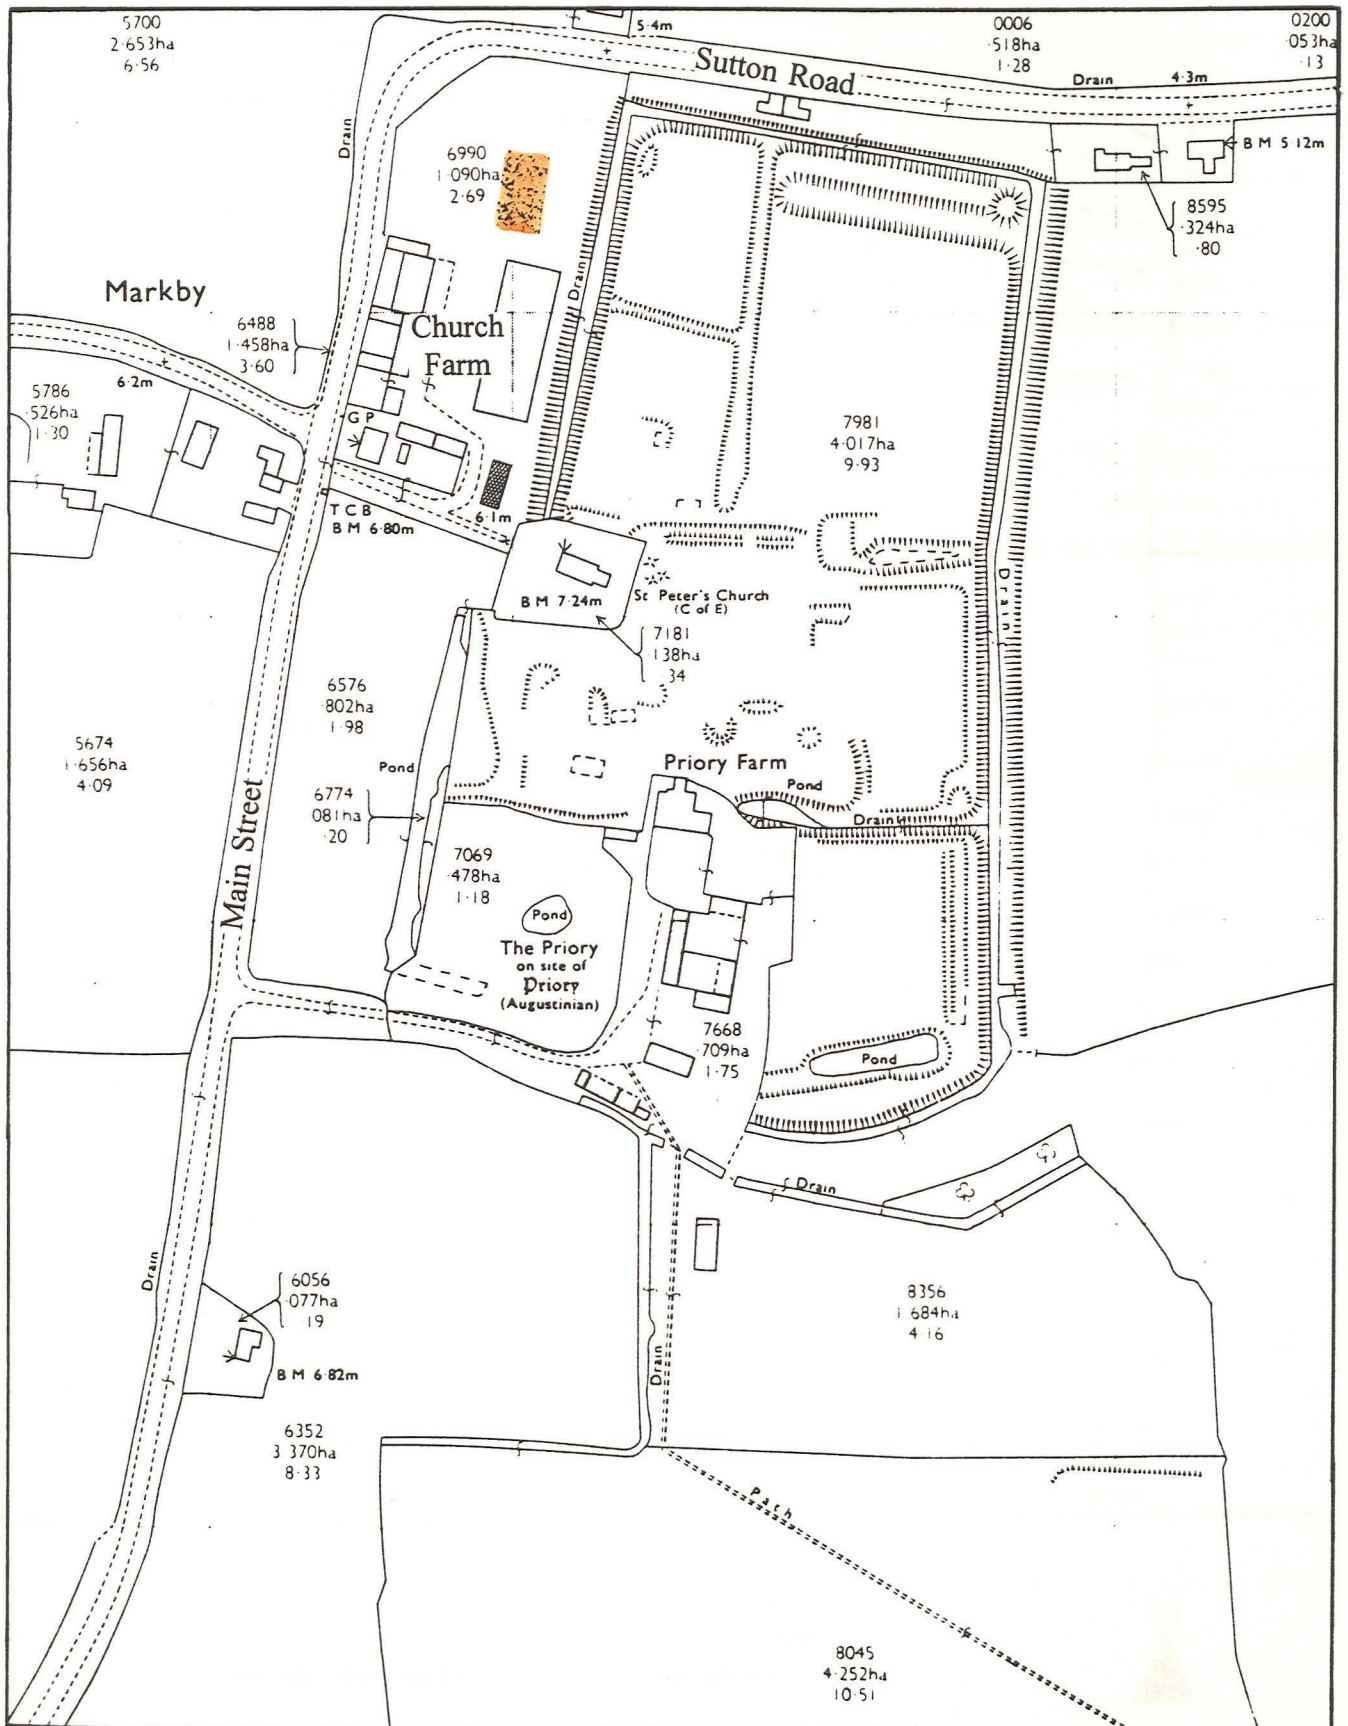 5700
2·653ha
6·56
5·4m
0006
·518ha
1·28
0200
·053ha
·13
Sutton Road
Drain
4·3m
B M 5·12m
Drain
6990
1·090ha
2·69
8595
·324ha
·80
Drain
Markby
6488
1·458ha
3·60
Church
Farm
6·2m
5786
·526ha
1·30
G P
7981
4·017ha
9·93
T C B
B M 6·80m
6·1m
B M 7·24m
St Peter's Church
(C of E)
Drain
7181
·138ha
·34
6576
·802ha
1·98
5674
1·656ha
4·09
Pond
Priory Farm
Pond
6774
·081ha
·20
Drain
Main Street
7069
·478ha
1·18
Pond
The Priory
on site of
Priory
(Augustinian)
7668
·709ha
1·75
Pond
Drain
Drain
6056
·077ha
·19
8356
1·684ha
4·16
B M 6·82m
Drain
6352
3·370ha
8·33
Path
8045
4·252ha
10·51